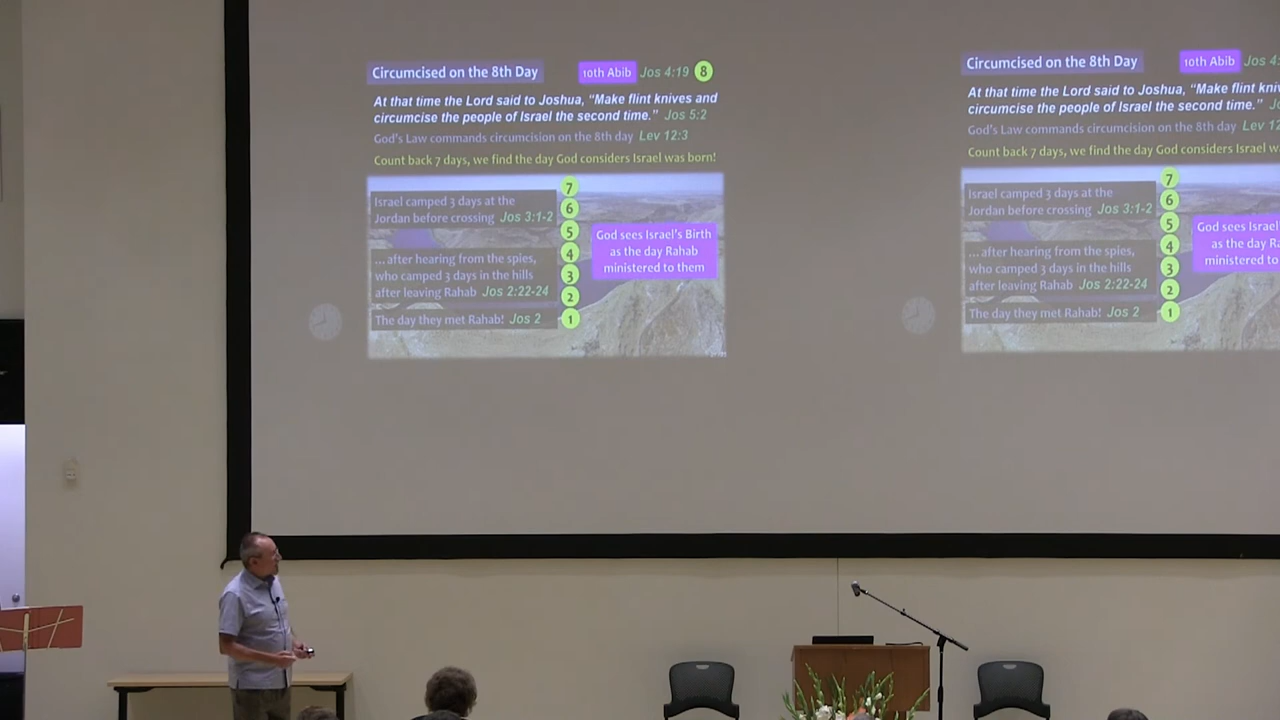 Circumcised on the 8th Day 10th Abib Jos 4:19 8
At that time the Lord said to Joshua, “Make flint knives and
circumcise the people of Israel the second time.” Jos 5:2
God's Law commands circumcision on the 8th day Lev 12:3
Count back 7 days, we find the day God considers Israel was born!
7
Israel camped 3 days at the
6
Jordan before crossing Jos 3:1-2
5
God sees Israel's Birth
as the day Rahab
ministered to them
4
... after hearing from the spies,
who camped 3 days in the hills
3
after leaving Rahab Jos 2:22-24
2
The day they met Rahab! Jos 2
1
Circumcised on the 8th Day 10th Abib Jos 4:
At that time the Lord said to Joshua, “Make flint kni
circumcise the people of Israel the second time.”
God's Law commands circumcision on the 8th day Lev 12
Count back 7 days, we find the day God considers Israel
7
Israel camped 3 days at the
6
Jordan before crossing Jos 3:1-2
5
God sees Israel
as the day R
ministered to
4
... after hearing from the spies,
who camped 3 days in the hills
3
after leaving Rahab Jos 2:22-24
2
The day they met Rahab! Jos 2
1